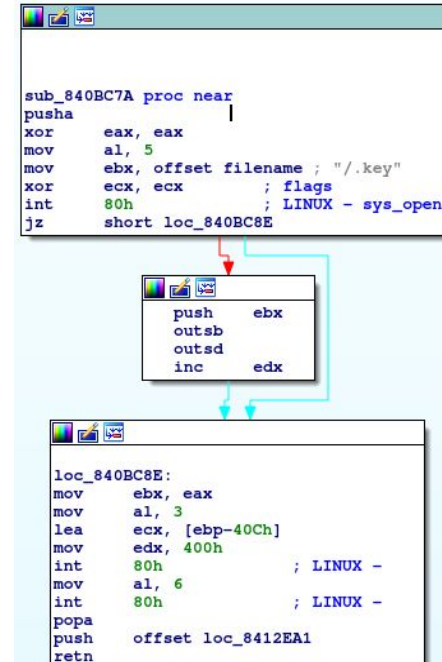 sub_840BC7A proc near
pusha
xor eax, eax
mov al, 5
mov ebx, offset filename ; "/.key"
xor ecx, ecx ; flags
int 80h ; LINUX - sys_open
jz short loc_840BC8E
push ebx
outsb
outsd
inc edx
loc_840BC8E:
mov ebx, eax
mov al, 3
lea ecx, [ebp-40Ch]
mov edx, 400h
int 80h ; LINUX -
mov al, 6
int 80h ; LINUX -
popa
push offset loc_8412EA1
retn